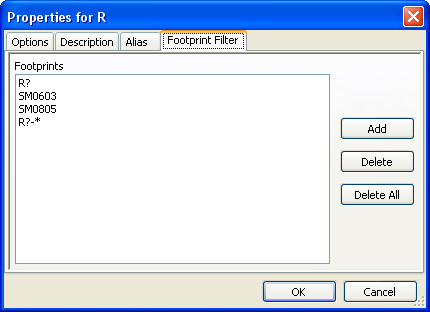 Properties for R
Options Description Alias Footprint Filter
Footprints
R?
SM0603
SM0805
R?-*
Add
Delete
Delete All
OK Cancel